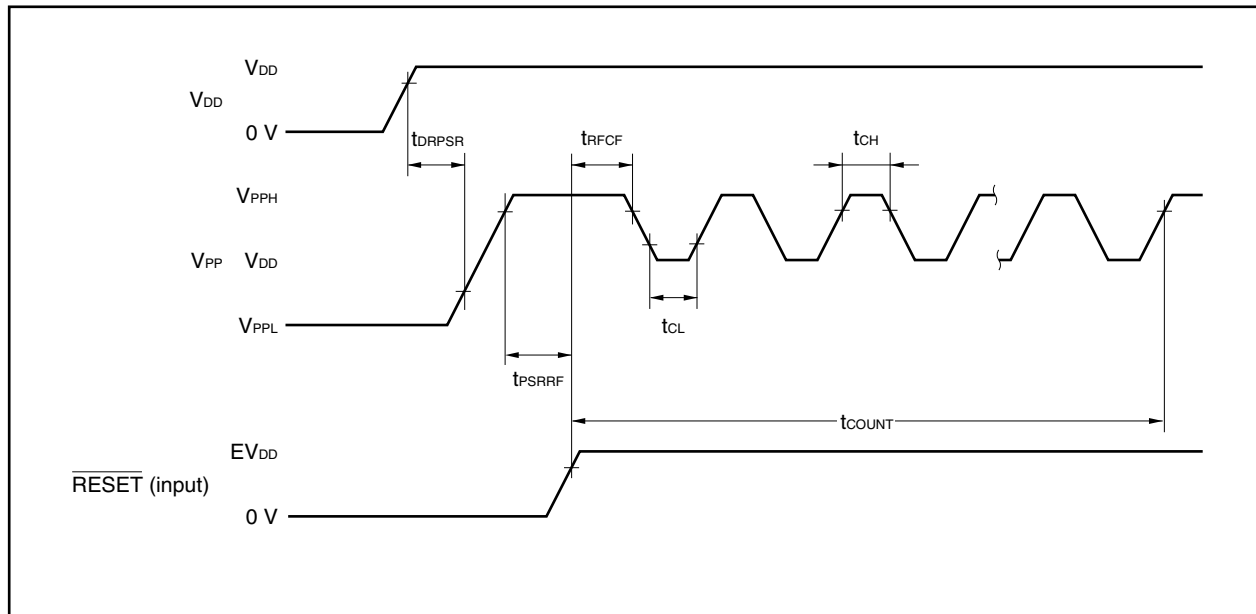 VDD
VDD
0 V
tDRPSR
tRFCF
tCH
VPPH
VPP VDD
VPPL
tCL
tPSRRF
tCOUNT
EVDD
RESET (input)
0 V